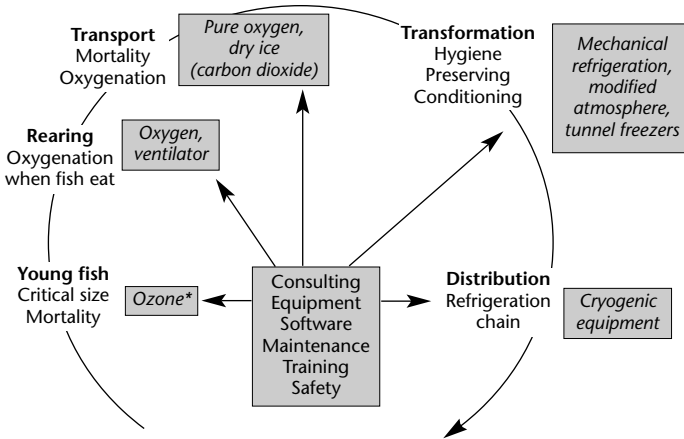 Transport
Mortality
Oxygenation
Pure oxygen,
dry ice
(carbon dioxide)
Transformation
Hygiene
Preserving
Conditioning
Mechanical
refrigeration,
modified
atmosphere,
tunnel freezers
Rearing
Oxygenation
when fish eat
Oxygen,
ventilator
Young fish
Critical size
Mortality
Ozone*
Consulting
Equipment
Software
Maintenance
Training
Safety
Distribution
Refrigeration
chain
Cryogenic
equipment